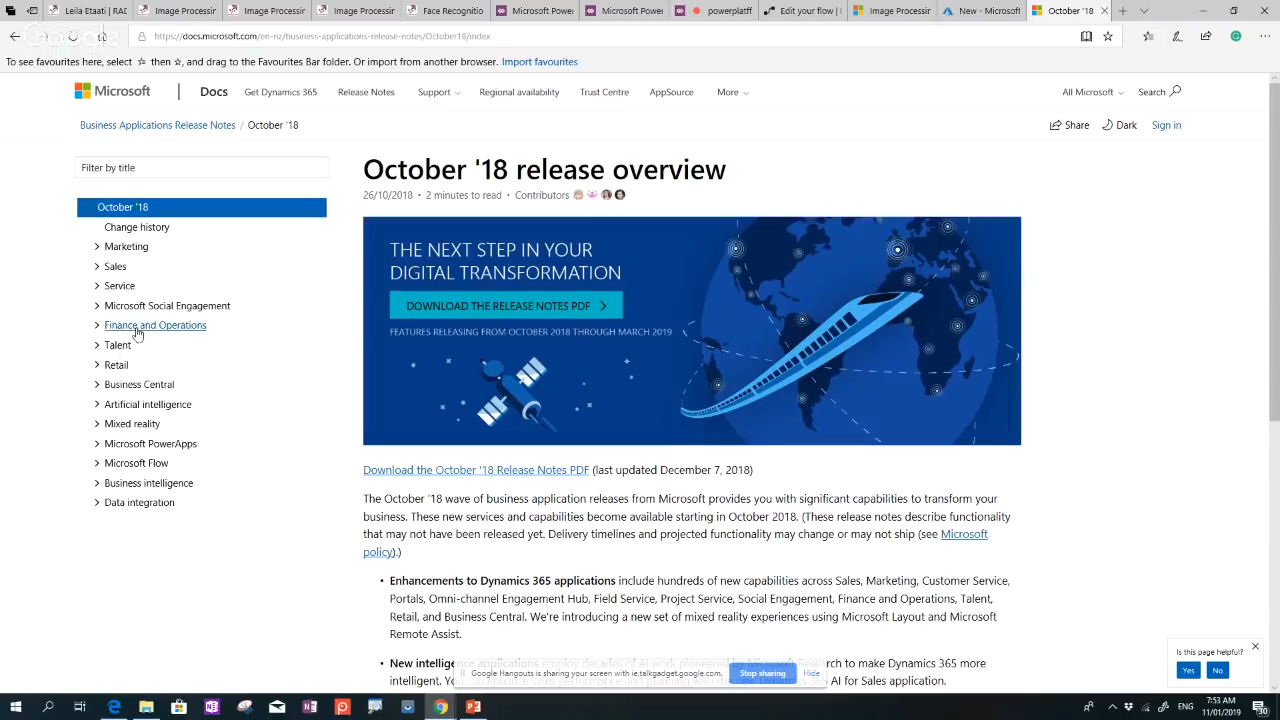 Data Inte
Getting Started
Image Processi
Image Processi
Face Recognitio
Microsoft Azure
Microsoft Power
powerplatf
Edit your flow |
Image Processin
New - Microsoft
October '18
https://docs.microsoft.com/en-nz/business-applications-release-notes/October18/index
To see favourites here, select ☆ then ☆, and drag to the Favourites Bar folder. Or import from another browser. Import favourites
Microsoft Docs Get Dynamics 365 Release Notes Support Regional availability Trust Centre AppSource More All Microsoft Search
Business Applications Release Notes / October '18 Share Dark Sign in
Filter by title
October '18
Change history
Marketing
Sales
Service
Microsoft Social Engagement
Finance and Operations
Talent
Retail
Business Central
Artificial intelligence
Mixed reality
Microsoft PowerApps
Microsoft Flow
Business intelligence
Data integration
October '18 release overview
26/10/2018 • 2 minutes to read • Contributors
THE NEXT STEP IN YOUR
DIGITAL TRANSFORMATION
DOWNLOAD THE RELEASE NOTES PDF
FEATURES RELEASING FROM OCTOBER 2018 THROUGH MARCH 2019
Download the October '18 Release Notes PDF (last updated December 7, 2018)
The October '18 wave of business application releases from Microsoft provides you with significant capabilities to transform your
business. These new services and capabilities become available starting in October 2018. (These release notes describe functionality
that may not have been released yet. Delivery timelines and projected functionality may change or may not ship (see Microsoft
policy).)
• Enhancements to Dynamics 365 applications include hundreds of new capabilities across Sales, Marketing, Customer Service,
Portals, Omni-channel Engagement Hub, Field Service, Project Service, Social Engagement, Finance and Operations, Talent,
Retail, and Business Central. We're introducing a new set of mixed reality experiences using Microsoft Layout and Microsoft
Remote Assist.
• New intelligence applications employ decades of AI work pioneered by Microsoft Research to make Dynamics 365 more
intelligent. AI for Sales application.
Google Hangouts is sharing your screen with ie.talkgadget.google.com. Stop sharing Hide
Is this page helpful?
Yes No
ENG
7:53 AM
11/01/2019